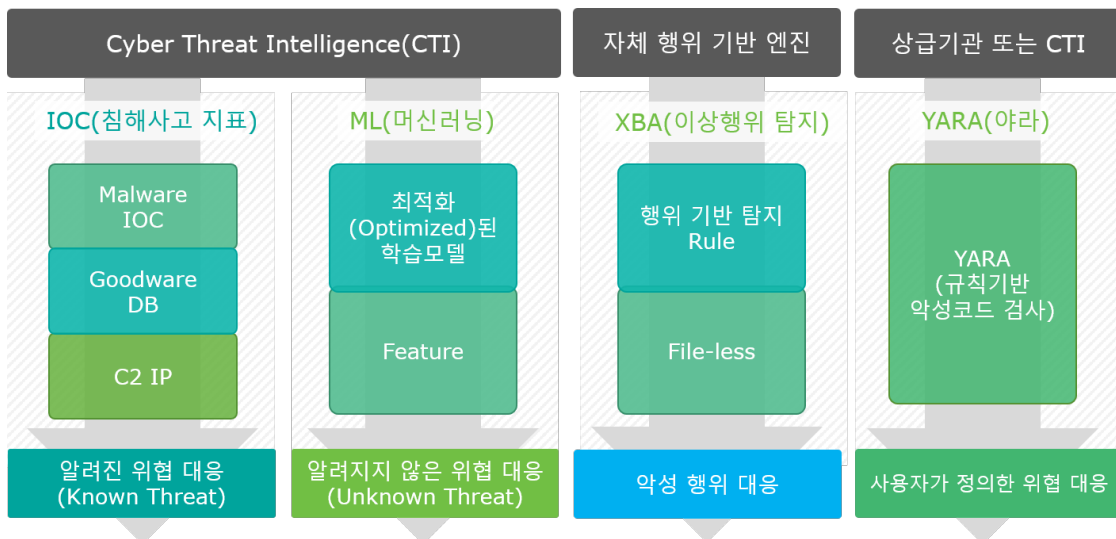 Cyber Threat Intelligence(CTI)
자체 행위 기반 엔진
상급기관 또는 CTI
IOC(침해사고 지표)
Malware
IOC
Goodware
DB
C2 IP
알려진 위협 대응
(Known Threat)
ML(머신러닝)
최적화
(Optimized)된
학습모델
Feature
알려지지 않은 위협 대응
(Unknown Threat)
XBA(이상행위 탐지)
행위 기반 탐지
Rule
File-less
악성 행위 대응
YARA(야라)
YARA
(규칙기반
악성코드 검사)
사용자가 정의한 위협 대응